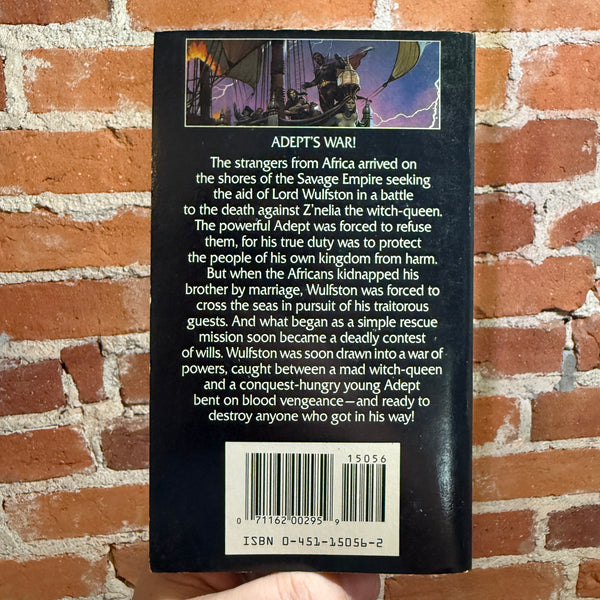 ADEPT'S WAR!
The strangers from Africa arrived on
the shores of the Savage Empire seeking
the aid of Lord Wulfston in a battle
to the death against Z'nelia the witch-queen.
The powerful Adept was forced to refuse
them, for his true duty was to protect
the people of his own kingdom from harm.
But when the Africans kidnapped his
brother by marriage, Wulfston was forced to
cross the seas in pursuit of his traitorous
guests. And what began as a simple rescue
mission soon became a deadly contest
of wills. Wulfston was soon drawn into a war of
powers, caught between a mad witch-queen
and a conquest-hungry young Adept
bent on blood vengeance—and ready to
destroy anyone who got in his way!
15056
0 71162 00295 9
ISBN 0-451-15056-2